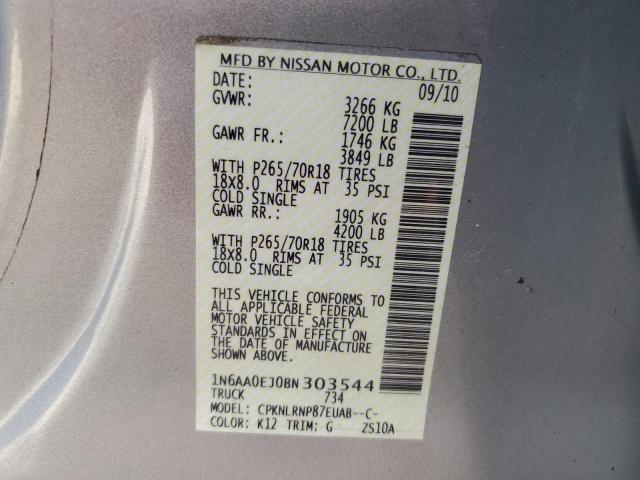 MFD BY NISSAN MOTOR CO., LTD.
DATE: 09/10
GVWR: 3266 KG
7200 LB
GAWR FR.: 1746 KG
3849 LB
WITH P265/70R18 TIRES
18X8.0 RIMS AT 35 PSI
COLD SINGLE
GAWR RR.: 1905 KG
4200 LB
WITH P265/70R18 TIRES
18X8.0 RIMS AT 35 PSI
COLD SINGLE
THIS VEHICLE CONFORMS TO
ALL APPLICABLE FEDERAL
MOTOR VEHICLE SAFETY
STANDARDS IN EFFECT ON
THE DATE OF MANUFACTURE
SHOWN ABOVE.
1N6AA0EJ0BN303544
TRUCK 734
MODEL: CPKNLRNP87EUAB--C-
COLOR: K12 TRIM: G ZS10A